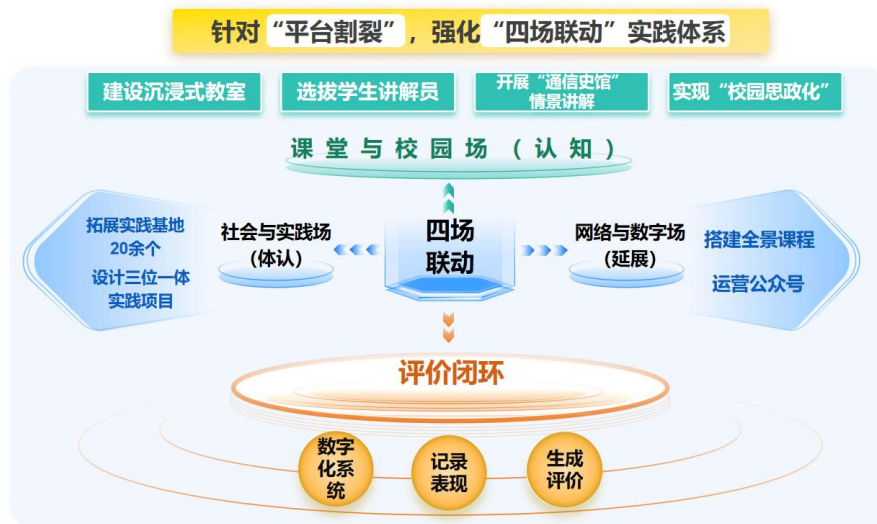 针对“平台割裂”，强化“四场联动”实践体系
建设沉浸式教室
选拔学生讲解员
开展“通信史馆”
情景讲解
实现“校园思政化”
课堂与校园场（认知）
拓展实践基地
20余个
设计三位一体
实践项目
社会与实践场
(体认)
四场
联动
网络与数字场
(延展)
搭建全景课程
运营公众号
评价闭环
数字
化系
统
记录
表现
生成
评价